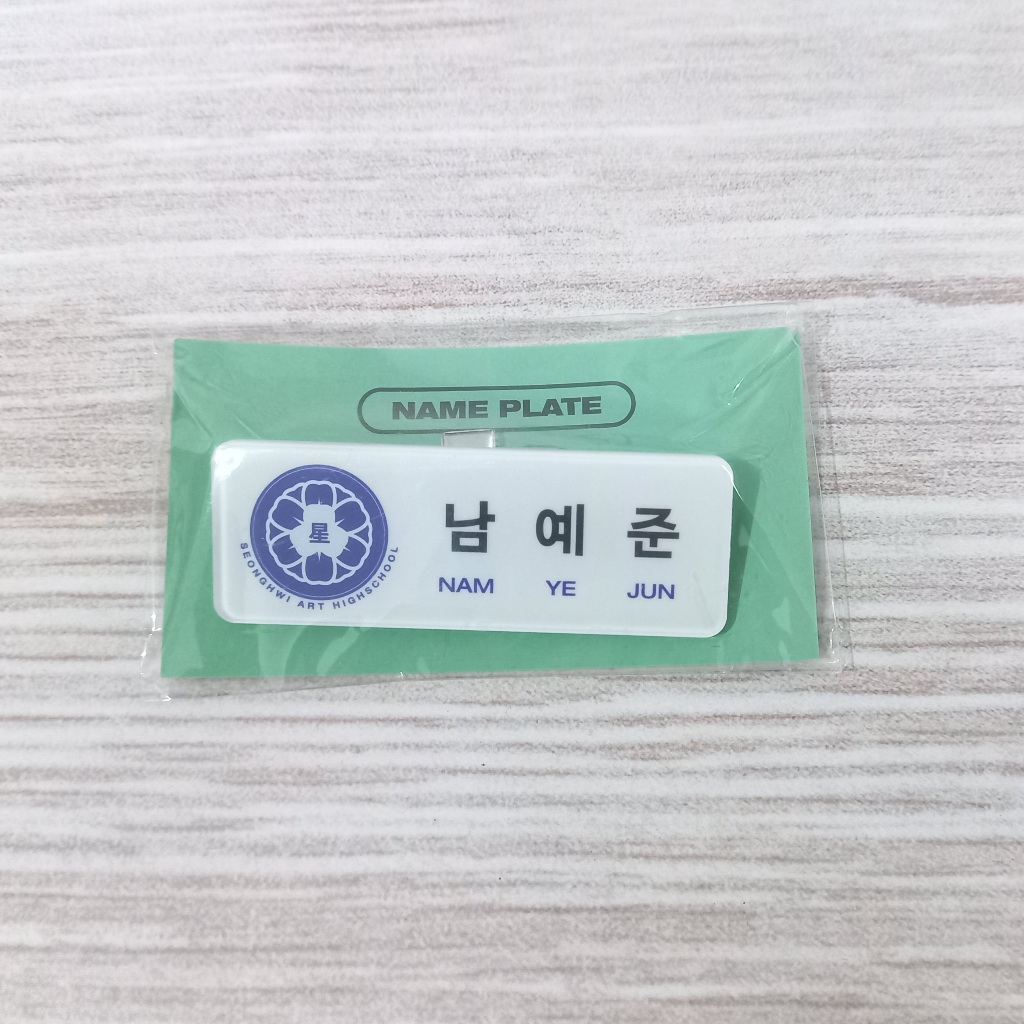 NAME PLATE
星
SEONGHWI ART HIGHSCHOOL
남 예 준
NAM YE JUN